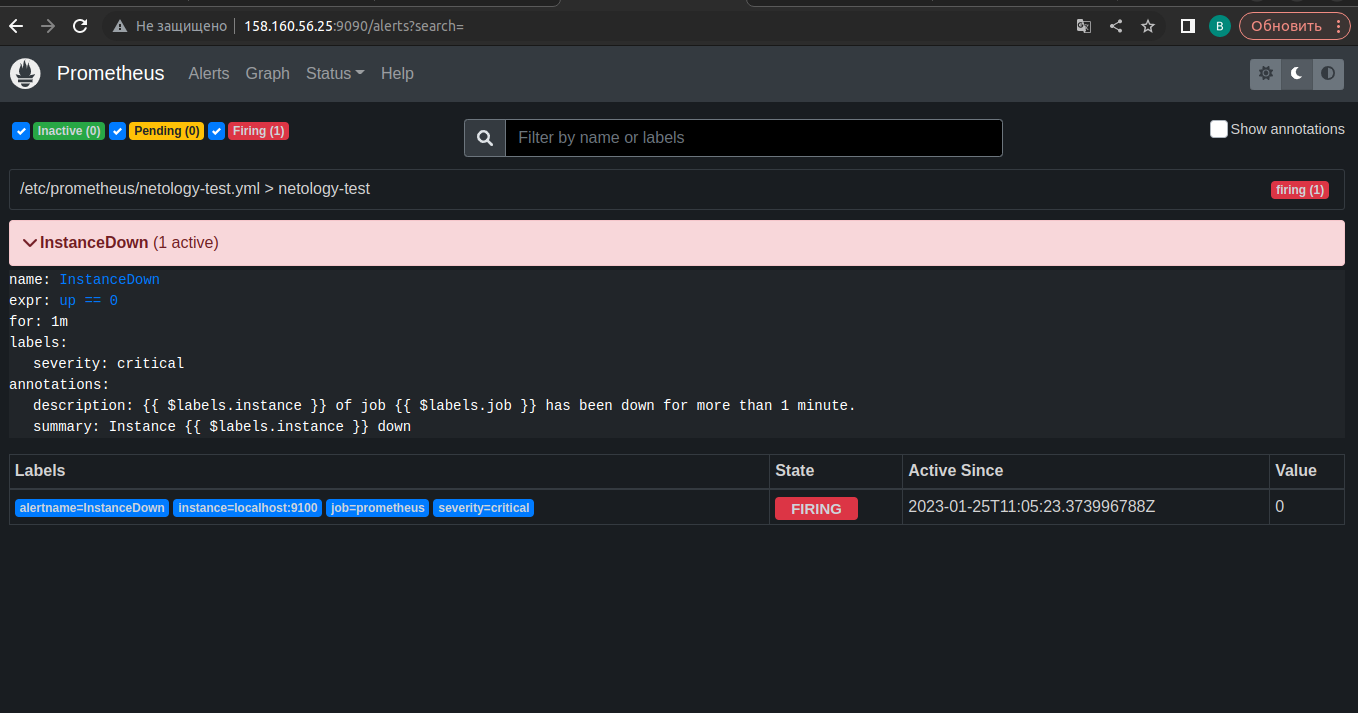 Не защищено 158.160.56.25:9090/alerts?search= B Обновить
Prometheus Alerts Graph Status Help
Inactive (0) Pending (0) Firing (1) Filter by name or labels Show annotations
/etc/prometheus/netology-test.yml > netology-test firing (1)
InstanceDown (1 active)
name: InstanceDown
expr: up == 0
for: 1m
labels:
severity: critical
annotations:
description: {{ $labels.instance }} of job {{ $labels.job }} has been down for more than 1 minute.
summary: Instance {{ $labels.instance }} down
Labels State Active Since Value
alertname=InstanceDown instance=localhost:9100 job=prometheus severity=critical FIRING 2023-01-25T11:05:23.373996788Z 0